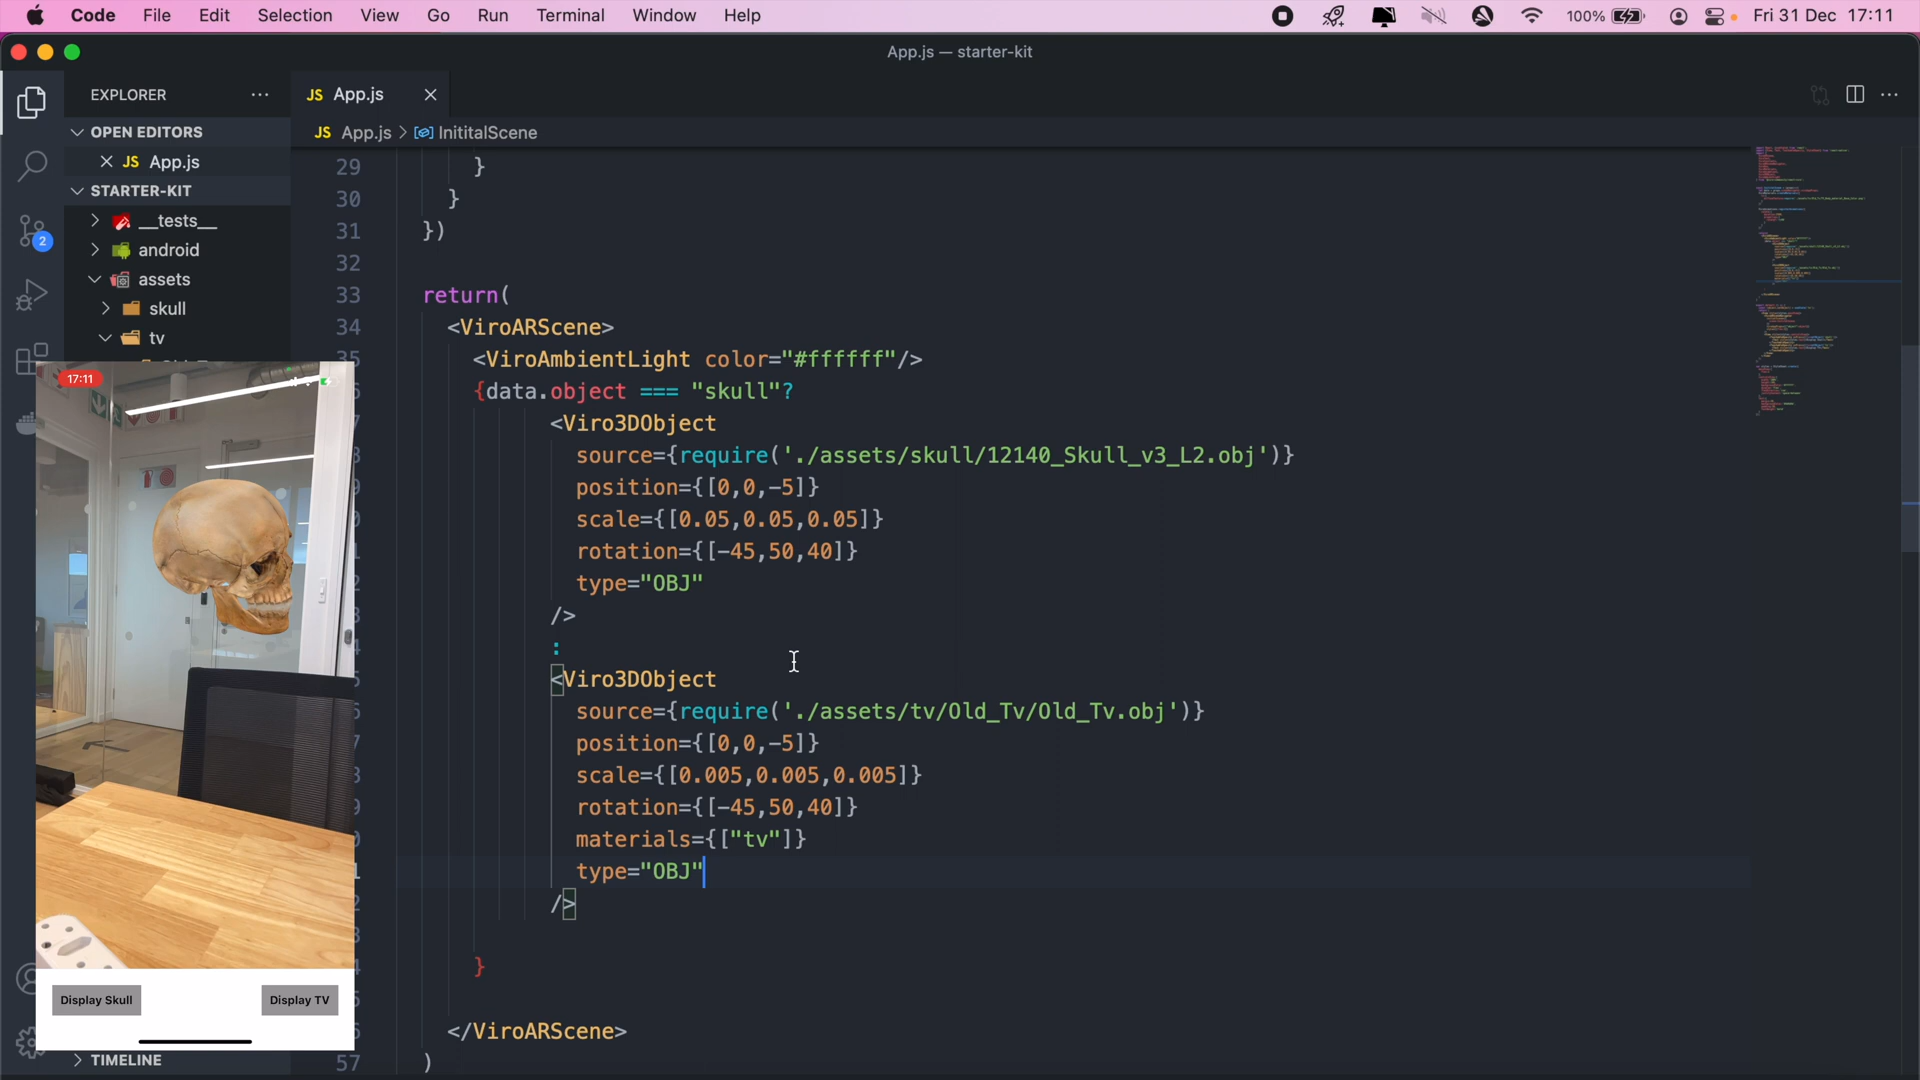 Code File Edit Selection View Go Run Terminal Window Help 100% Fri 31 Dec 17:11
App.js — starter-kit
EXPLORER
JS App.js
OPEN EDITORS
JS App.js > InititalScene
JS App.js
STARTER-KIT
__tests__
android
assets
skull
tv
2
29 }
30 }
31 })
32
33 return(
34 <ViroARScene>
<ViroAmbientLight color="#ffffff"/>
{data.object === "skull"?
<Viro3DObject
source={require('./assets/skull/12140_Skull_v3_L2.obj')}
position={[0,0,-5]}
scale={[0.05,0.05,0.05]}
rotation={[-45,50,40]}
type="OBJ"
/>
:
<Viro3DObject
source={require('./assets/tv/Old_Tv/Old_Tv.obj')}
position={[0,0,-5]}
scale={[0.005,0.005,0.005]}
rotation={[-45,50,40]}
materials={["tv"]}
type="OBJ"
/>
}
</ViroARScene>
57 )
17:11
Display Skull
Display TV
TIMELINE